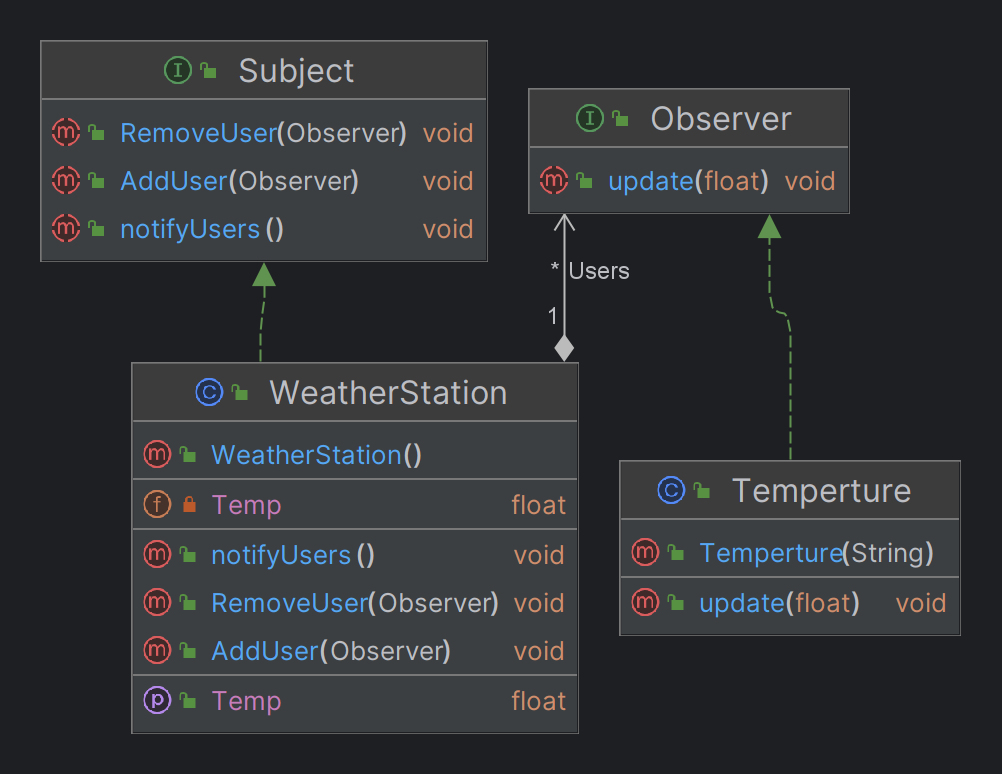 Subject
RemoveUser(Observer) void
AddUser(Observer) void
notifyUsers() void
Observer
update(float) void
* Users
1
WeatherStation
WeatherStation()
Temp float
notifyUsers() void
RemoveUser(Observer) void
AddUser(Observer) void
Temp float
Temperture
Temperture(String)
update(float) void